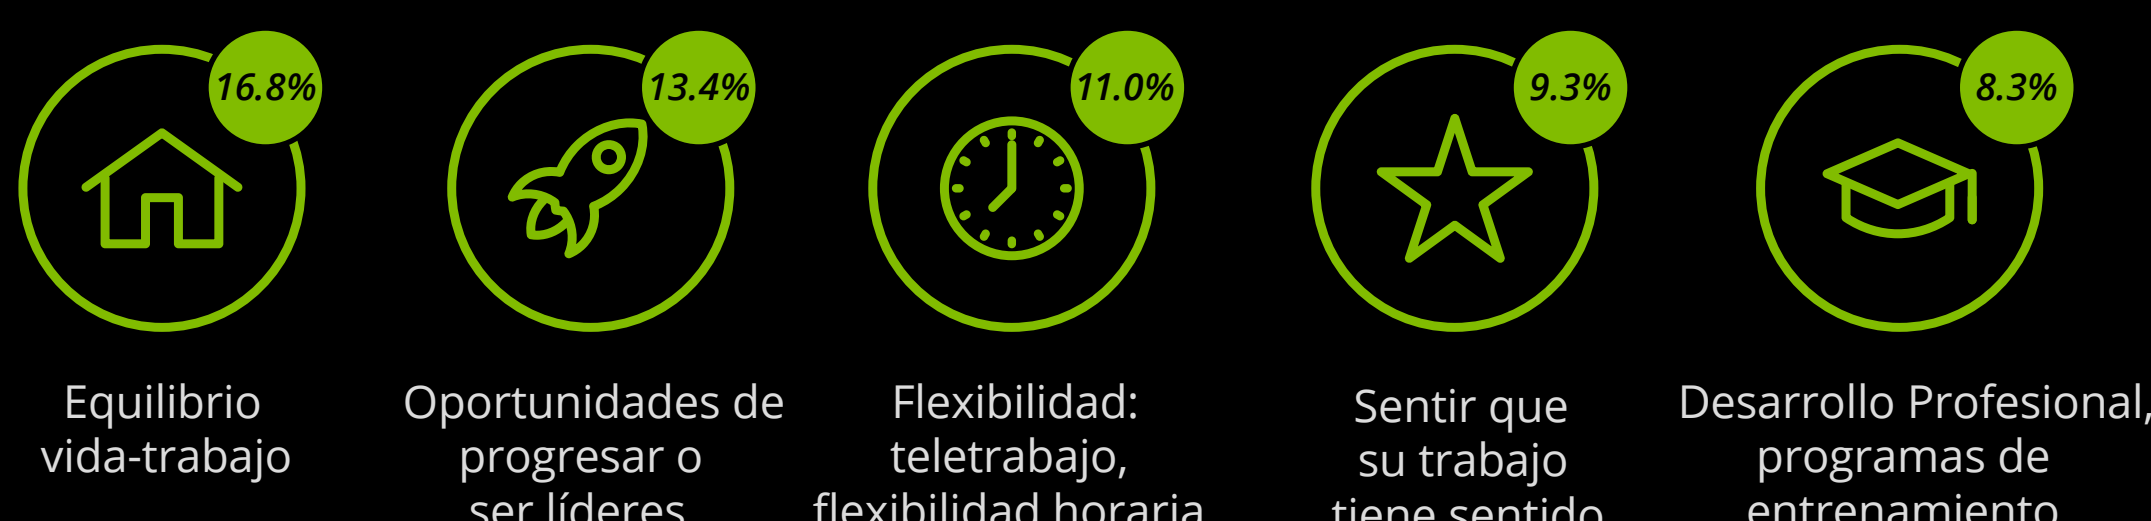 16.8%
13.4%
11.0%
9.3%
8.3%
Equilibrio
vida-trabajo
Oportunidades de
progresar o
ser líderes
Flexibilidad:
teletrabajo,
flexibilidad horaria
Sentir que
su trabajo
tiene sentido
Desarrollo Profesional,
programas de
entrenamiento